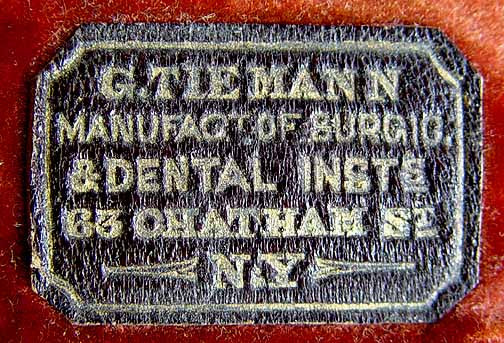 G. TIEMANN
MANUFACT. OF SURGIC.
& DENTAL INSTS
63 CHATHAM ST.
N.Y